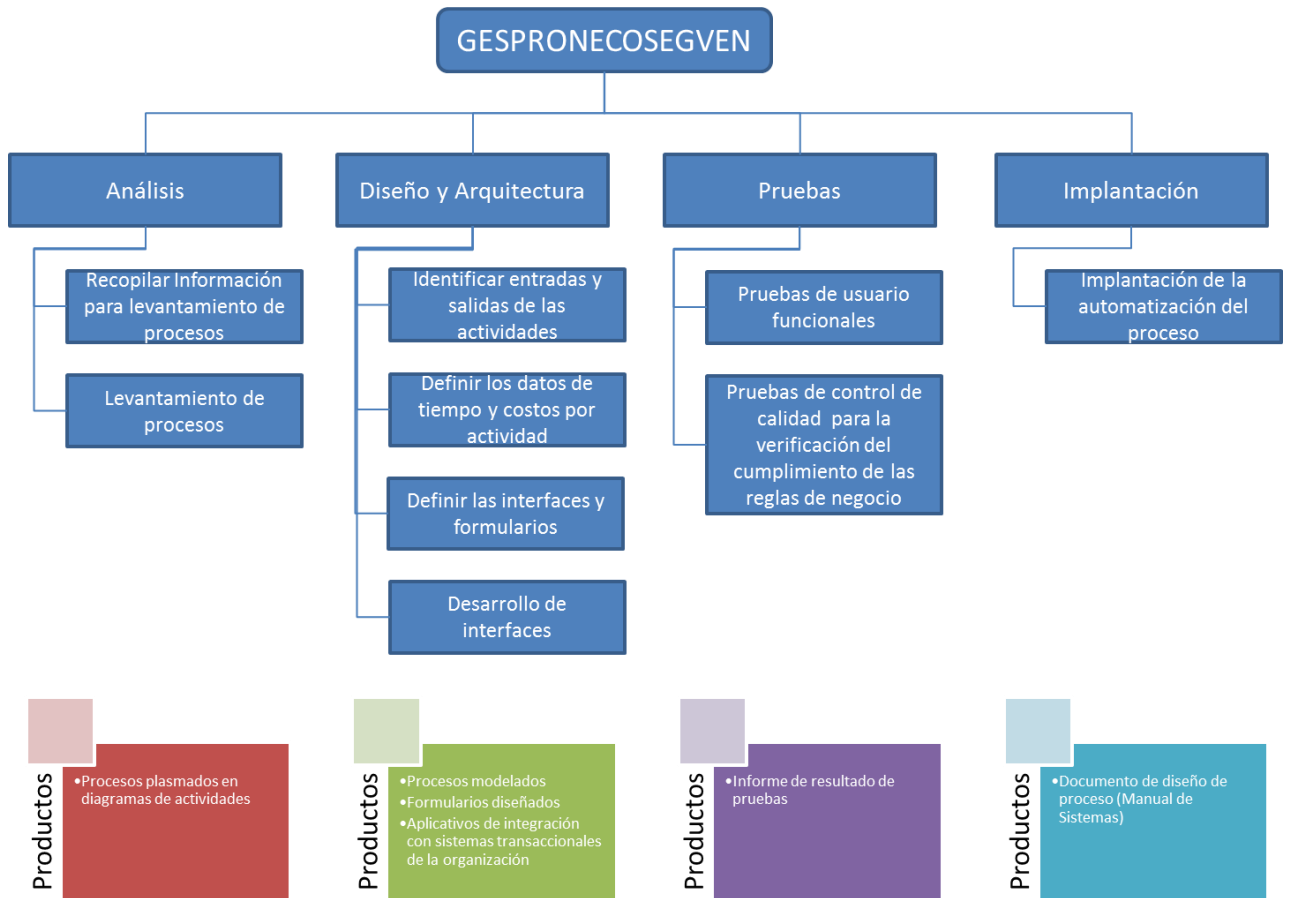 GESPRONECOSEGVEN
Análisis
Diseño y Arquitectura
Pruebas
Implantación
Recopilar Información
para levantamiento de
procesos
Levantamiento de
procesos
Identificar entradas y
salidas de las
actividades
Definir los datos de
tiempo y costos por
actividad
Definir las interfaces y
formularios
Desarrollo de
interfaces
Pruebas de usuario
funcionales
Pruebas de control de
calidad para la
verificación del
cumplimiento de las
reglas de negocio
Implantación de la
automatización del
proceso
Productos
•Procesos plasmados en
diagramas de actividades
Productos
•Procesos modelados
•Formularios diseñados
•Aplicativos de integración
con sistemas transaccionales
de la organización
Productos
•Informe de resultado de
pruebas
Productos
•Documento de diseño de
proceso (Manual de
Sistemas)